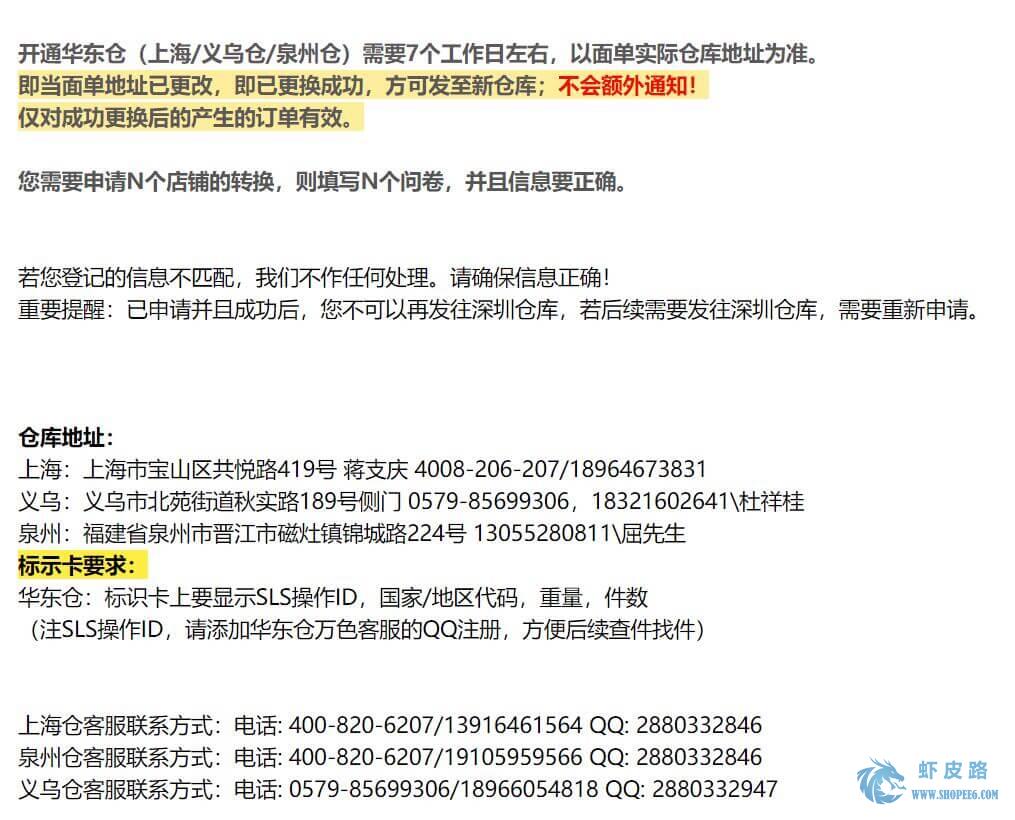 开通华东仓（上海/义乌仓/泉州仓）需要7个工作日左右，以面单实际仓库地址为准。
即当面单地址已更改，即已更换成功，方可发至新仓库；不会额外通知！
仅对成功更换后的产生的订单有效。
您需要申请N个店铺的转换，则填写N个问卷，并且信息要正确。
若您登记的信息不匹配，我们不作任何处理。请确保信息正确！
重要提醒：已申请并且成功后，您不可以再发往深圳仓库，若后续需要发往深圳仓库，需要重新申请。
仓库地址：
上海：上海市宝山区共悦路419号 蒋支庆 4008-206-207/18964673831
义乌：义乌市北苑街道秋实路189号侧门 0579-85699306，18321602641\杜祥桂
泉州：福建省泉州市晋江市磁灶镇锦城路224号 13055280811\屈先生
标示卡要求：
华东仓：标识卡上要显示SLS操作ID，国家/地区代码，重量，件数
（注SLS操作ID，请添加华东仓万色客服的QQ注册，方便后续查件找件）
上海仓客服联系方式：电话: 400-820-6207/13916461564 QQ: 2880332846
泉州仓客服联系方式：电话: 400-820-6207/19105959566 QQ: 2880332846
义乌仓客服联系方式：电话: 0579-85699306/18966054818 QQ: 2880332947
虾皮路
WWW.SHOPEE6.COM